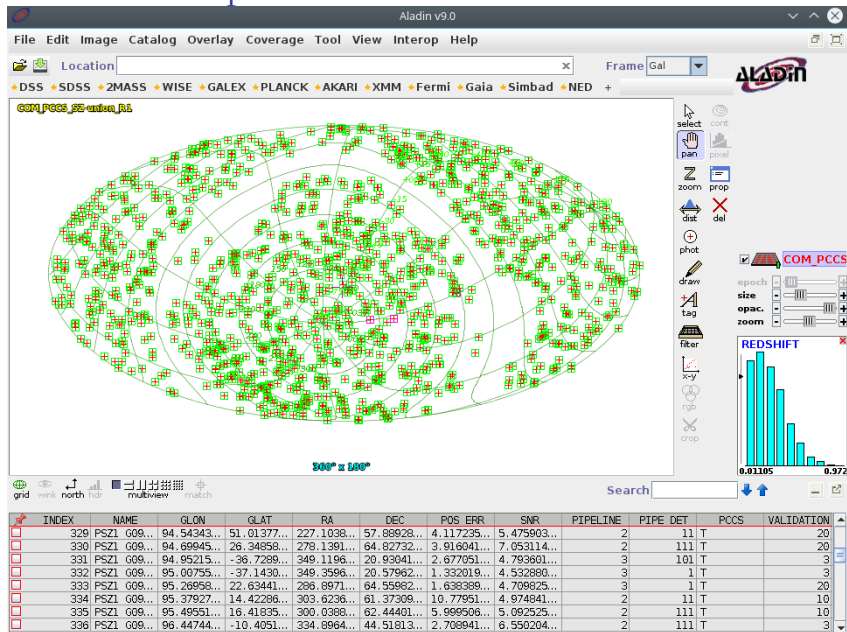 Aladin v9.0
File Edit Image Catalog Overlay Coverage Tool View Interop Help
Location Frame Gal
DSS SDSS 2MASS WISE GALEX PLANCK AKARI XMM Fermi Gaia Simbad NED +
ALADIN
COM_PCCS_SZ-union_R1
select cont
pan pixel
zoom prop
dist del
phot
draw
tag
filter
x-y
rgb
crop
COM_PCCS
epoch
size
opac.
zoom
REDSHIFT
0.01105 0.972
360° x 180°
grid wink north hdr multiview match Search
INDEX NAME GLON GLAT RA DEC POS ERR SNR PIPELINE PIPE DET PCCS VALIDATION
329 PSZ1 G09... 94.54343... 51.01377... 227.1038... 57.88928... 4.117235... 5.475903... 2 11 T 20
330 PSZ1 G09... 94.69945... 26.34858... 278.1391... 64.82732... 3.916041... 7.053114... 2 111 T 20
331 PSZ1 G09... 94.95215... -36.7289... 349.1196... 20.93041... 2.677051... 4.793601... 3 101 T 3
332 PSZ1 G09... 95.00755... -37.1430... 349.3596... 20.57962... 1.332019... 4.532880... 3 1 T 3
333 PSZ1 G09... 95.26958... 22.63441... 286.8971... 64.55982... 1.638389... 4.709825... 3 1 T 20
334 PSZ1 G09... 95.37927... 14.42286... 303.6236... 61.37309... 10.77951... 4.974841... 2 11 T 10
335 PSZ1 G09... 95.49551... 16.41835... 300.0388... 62.44401... 5.999506... 5.092525... 2 111 T 10
336 PSZ1 G09... 96.44744... -10.4051... 334.8964... 44.51813... 2.708941... 6.550204... 2 111 T 3